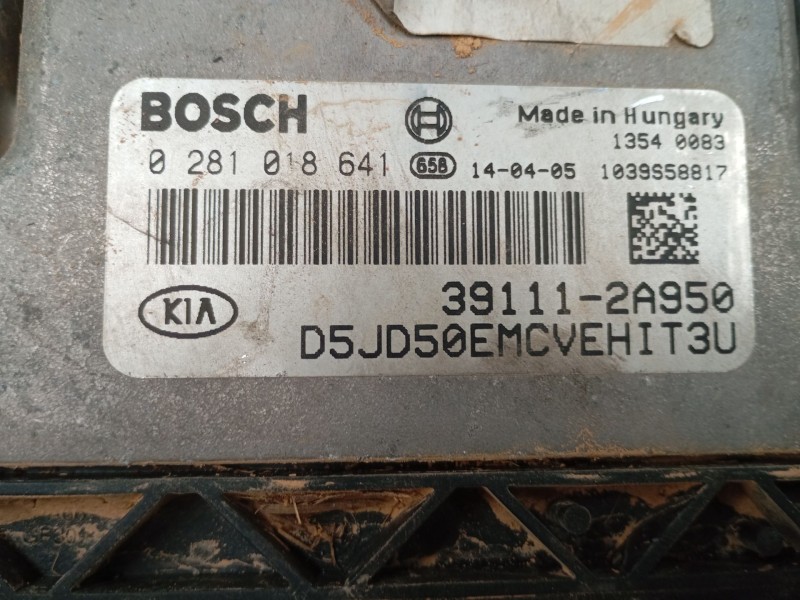 BOSCH
Made in Hungary
1354 0083
0 281 018 641 658 14-04-05 1039S58817
39111-2A950
KIA
D5JD50EMCVEHIT3U